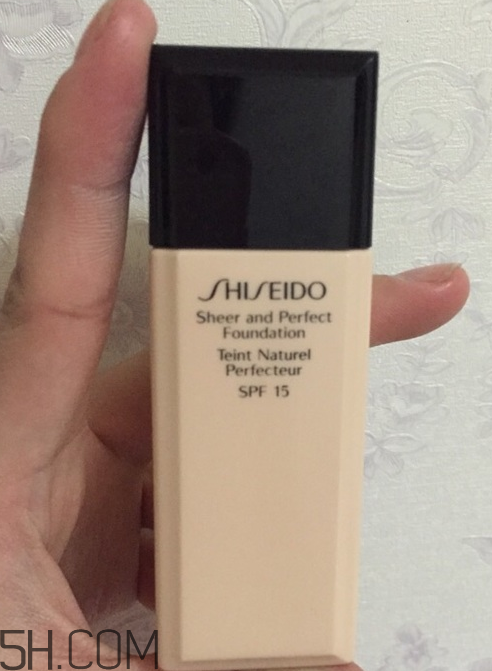 SHISEIDO
Sheer and Perfect
Foundation
Teint Naturel
Perfecteur
SPF 15
5H.COM